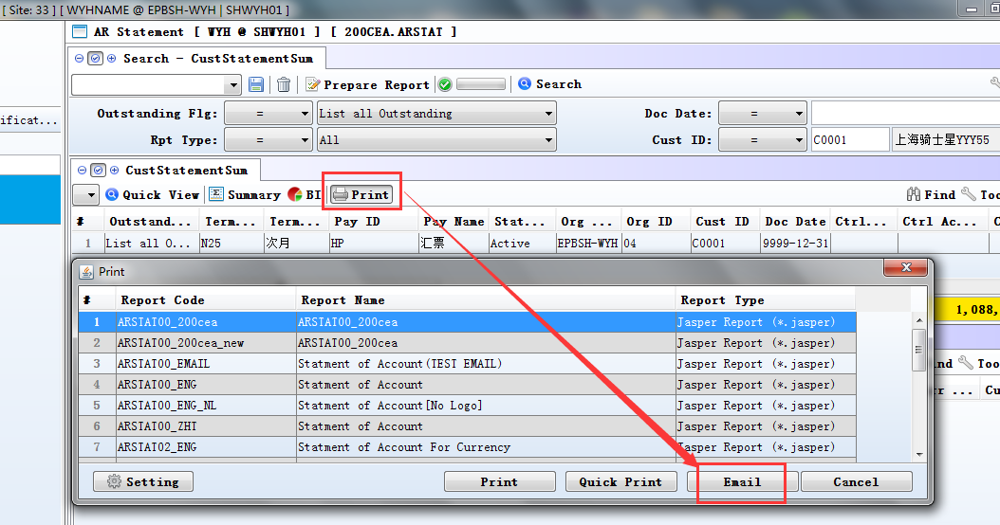 [ Site: 33 ] [ WYHNAME @ EPBSH-WYH | SHWYH01 ]
AR Statement [ WYH @ SHWYH01 ] [ 200CEA.ARSTAT ]
Search - CustStatementSum
Prepare Report Search
Outstanding Flg: = List all Outstanding Doc Date: =
ificat...
Rpt Type: = All Cust ID: = C0001 上海骑士星YYY55
CustStatementSum
Quick View Summary BI Print Find Too
# Outstand... Term... Term... Pay ID Pay Name Stat... Org ... Org ID Cust ID Doc Date Ctrl... Ctrl Ac... C
1 List all O... N25 次月 HP 汇票 Active EPBSH-WYH 04 C0001 9999-12-31
Print
# Report Code Report Name Report Type
1 ARSTAT00_200cea ARSTAT00_200cea Jasper Report (*.jasper)
1,088,
2 ARSTAT00_200cea_new ARSTAT00_200cea Jasper Report (*.jasper)
3 ARSTAT00_EMAIL Statment of Account(TEST EMAIL) Jasper Report (*.jasper)
ind Too
4 ARSTAT00_ENG Statment of Account Jasper Report (*.jasper)
r ... Cu
5 ARSTAT00_ENG_NL Statment of Account[No Logo] Jasper Report (*.jasper)
6 ARSTAT00_ZHT Statment of Account Jasper Report (*.jasper)
7 ARSTAT02_ENG Statment of Account For Currency Jasper Report (*.jasper)
Setting Print Quick Print Email Cancel